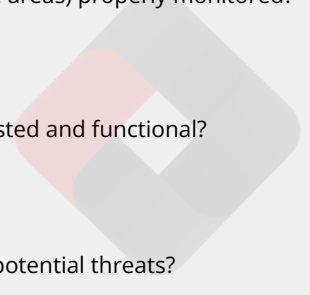 areas) properly monitored?
sted and functional?
potential threats?